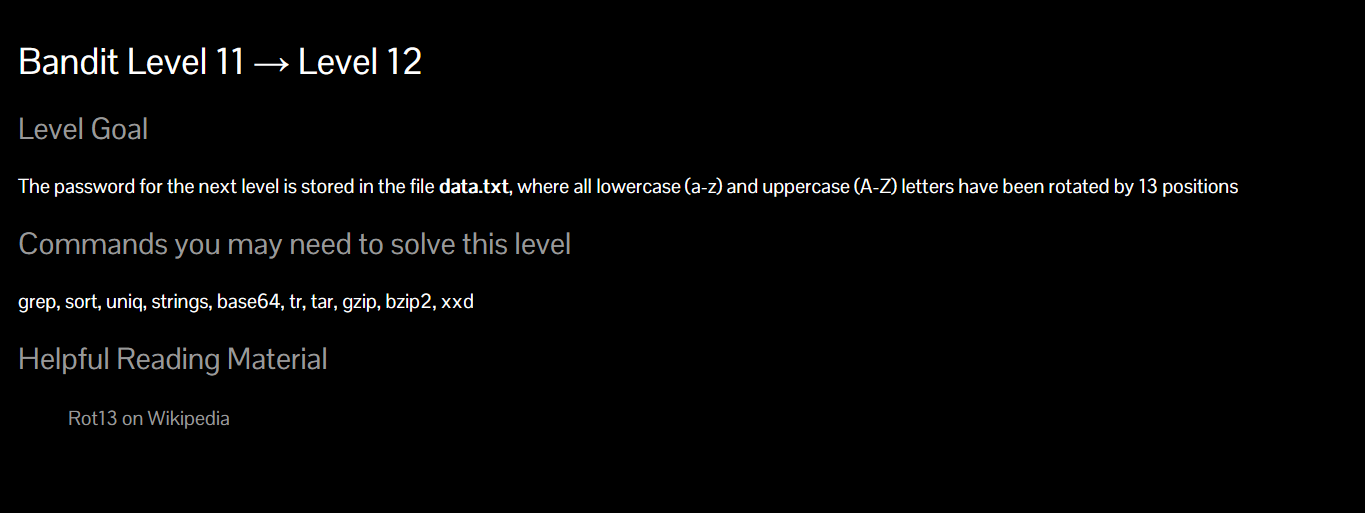 Bandit Level 11 → Level 12
Level Goal
The password for the next level is stored in the file data.txt, where all lowercase (a-z) and uppercase (A-Z) letters have been rotated by 13 positions
Commands you may need to solve this level
grep, sort, uniq, strings, base64, tr, tar, gzip, bzip2, xxd
Helpful Reading Material
Rot13 on Wikipedia